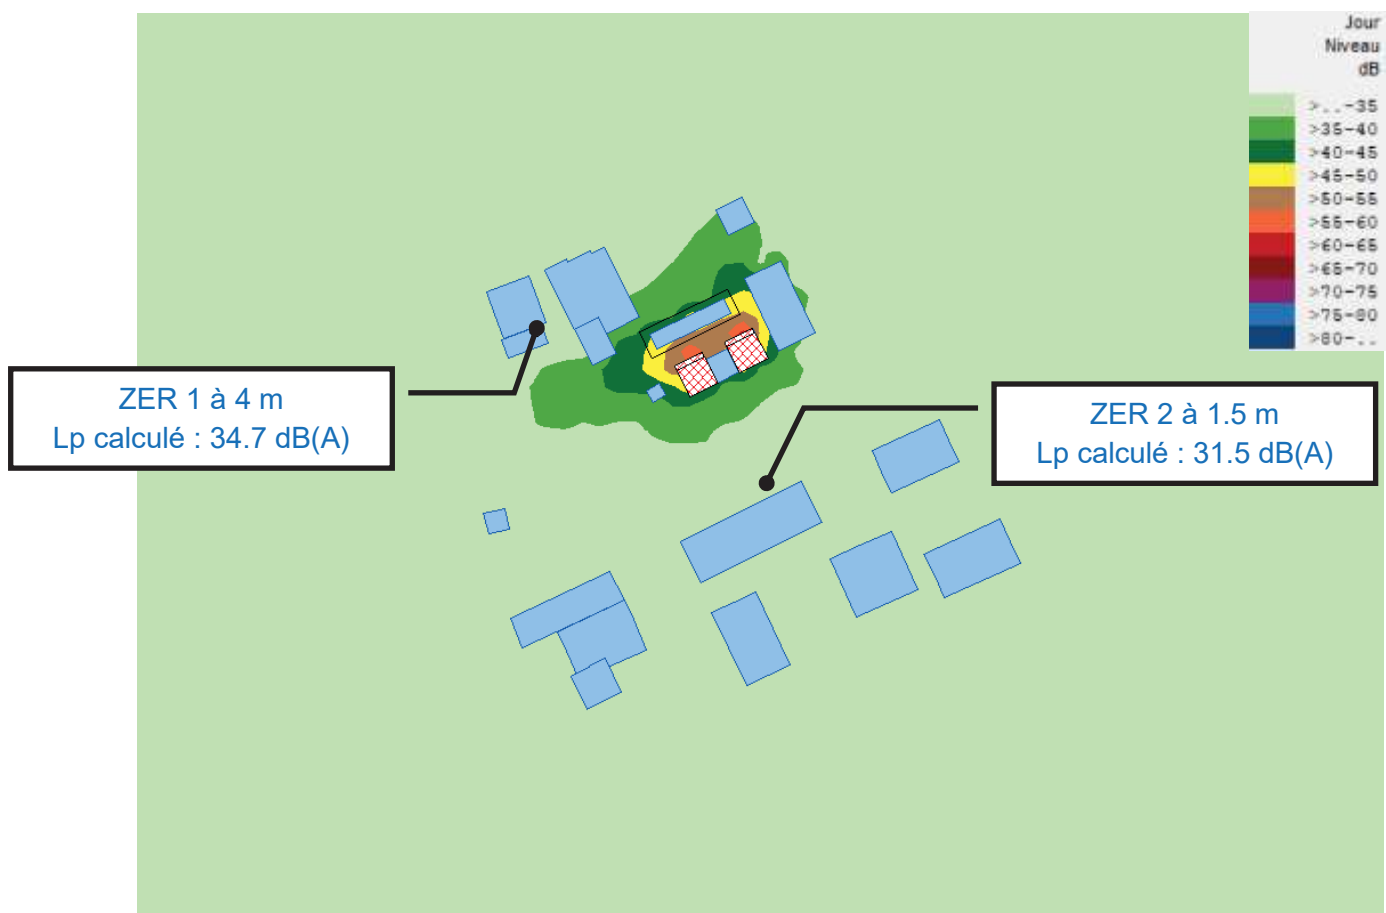 Jour
Niveau
dB
>..-35
>35-40
>40-45
>45-50
>50-55
>55-60
>60-65
>65-70
>70-75
>75-80
>80-..
ZER 1 à 4 m
Lp calculé : 34.7 dB(A)
ZER 2 à 1.5 m
Lp calculé : 31.5 dB(A)